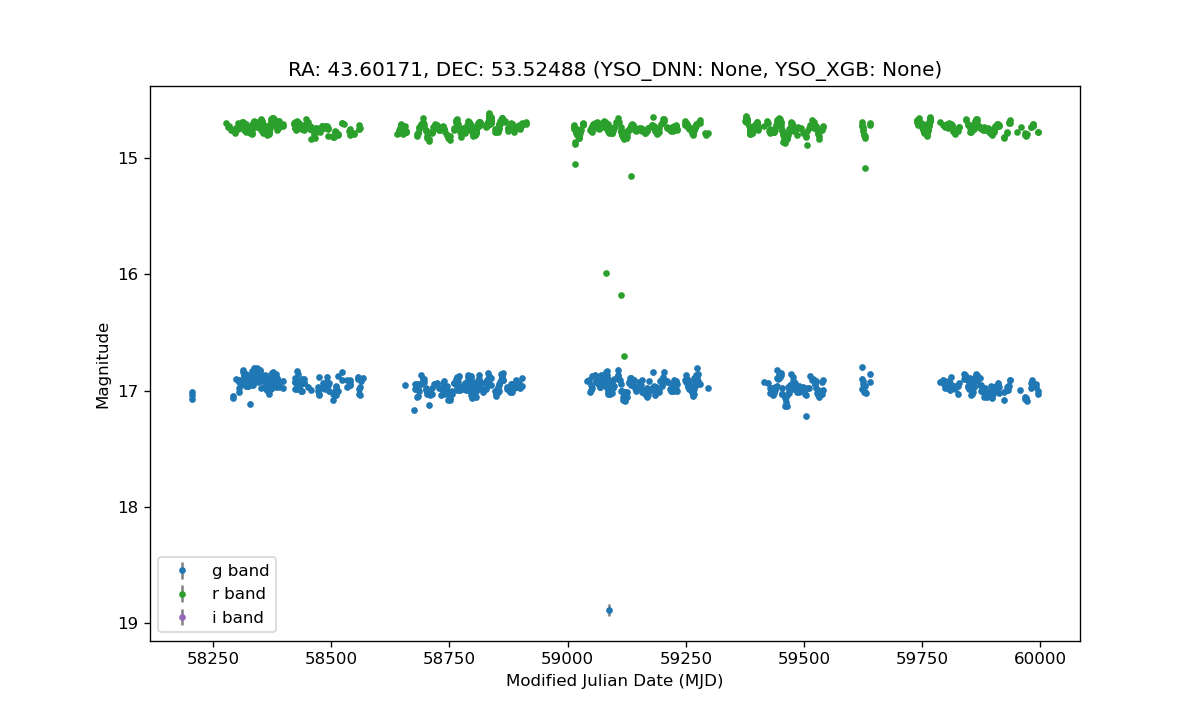 RA: 43.60171, DEC: 53.52488 (YSO_DNN: None, YSO_XGB: None)
15
16
17
18
19
Magnitude
g band
r band
i band
58250 58500 58750 59000 59250 59500 59750 60000
Modified Julian Date (MJD)